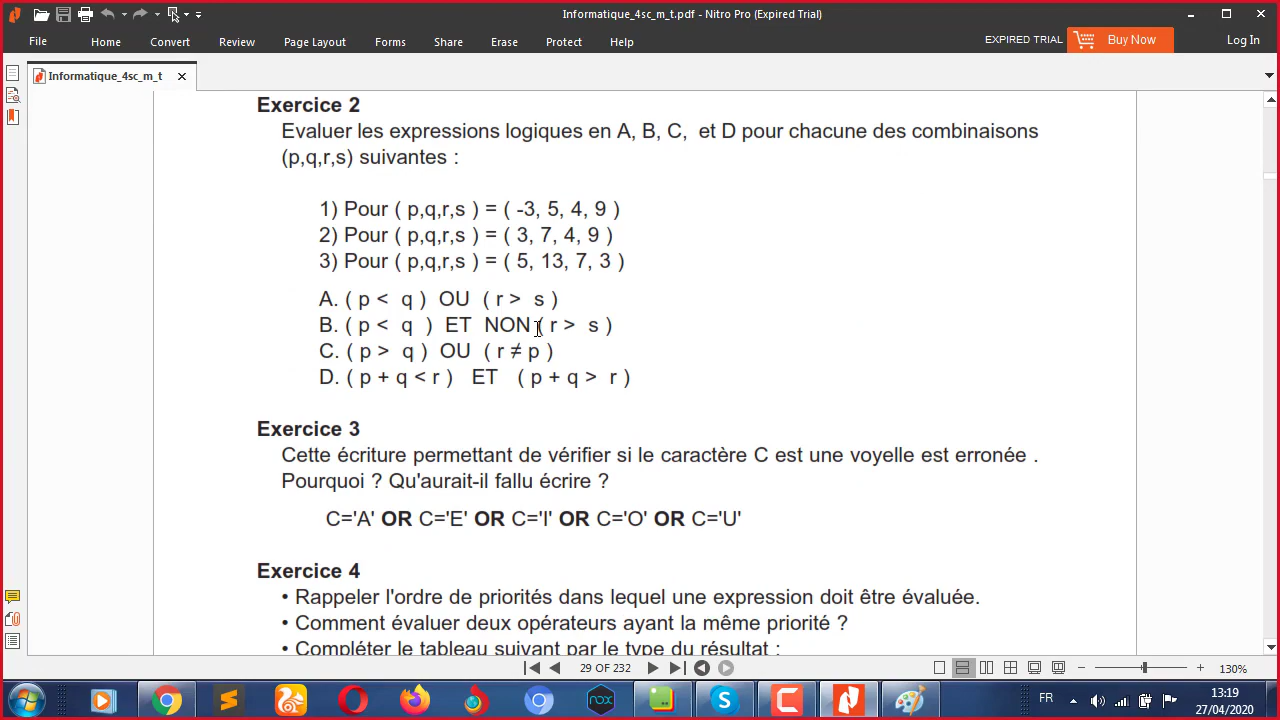 Informatique_4sc_m_t.pdf - Nitro Pro (Expired Trial)
File Home Convert Review Page Layout Forms Share Erase Protect Help EXPIRED TRIAL Buy Now Log In
Informatique_4sc_m_t
Exercice 2
Evaluer les expressions logiques en A, B, C, et D pour chacune des combinaisons
(p,q,r,s) suivantes :
1) Pour ( p,q,r,s ) = ( -3, 5, 4, 9 )
2) Pour ( p,q,r,s ) = ( 3, 7, 4, 9 )
3) Pour ( p,q,r,s ) = ( 5, 13, 7, 3 )
A. ( p < q ) OU ( r > s )
B. ( p < q ) ET NON ( r > s )
C. ( p > q ) OU ( r ≠ p )
D. ( p + q < r ) ET ( p + q > r )
Exercice 3
Cette écriture permettant de vérifier si le caractère C est une voyelle est erronée .
Pourquoi ? Qu'aurait-il fallu écrire ?
C='A' OR C='E' OR C='I' OR C='O' OR C='U'
Exercice 4
• Rappeler l'ordre de priorités dans lequel une expression doit être évaluée.
• Comment évaluer deux opérateurs ayant la même priorité ?
• Compléter le tableau suivant par le type du résultat :
29 OF 232 130%
FR 13:19
27/04/2020